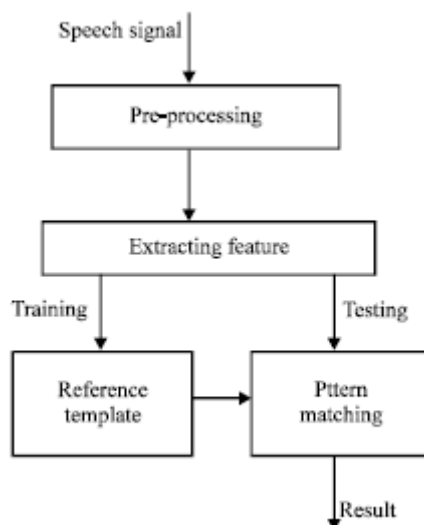 Speech signal
Pre-processing
Extracting feature
Training
Testing
Reference
template
Pttern
matching
Result